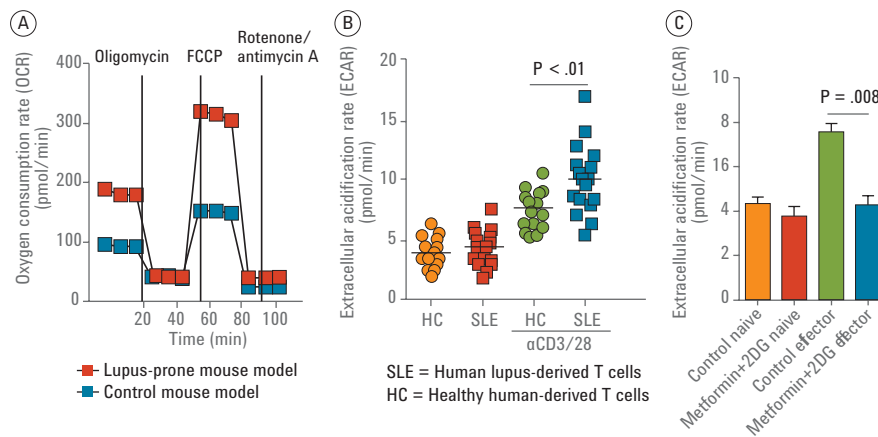 A
Oxygen consumption rate (OCR)
(pmol/min)
400
300
200
100
0
Oligomycin
FCCP
Rotenone/
antimycin A
20
40
60
80
100
Time (min)
Lupus-prone mouse model
Control mouse model
B
Extracellular acidification rate (ECAR)
(pmol/min)
20
15
10
5
0
P < .01
HC
SLE
HC
SLE
αCD3/28
SLE = Human lupus-derived T cells
HC = Healthy human-derived T cells
C
Extracellular acidification rate (ECAR)
(pmol/min)
10
8
16
4
2
0
P = .008
Control naive
Metformin+2DG naive
Control efector
Metformin+2DG effector